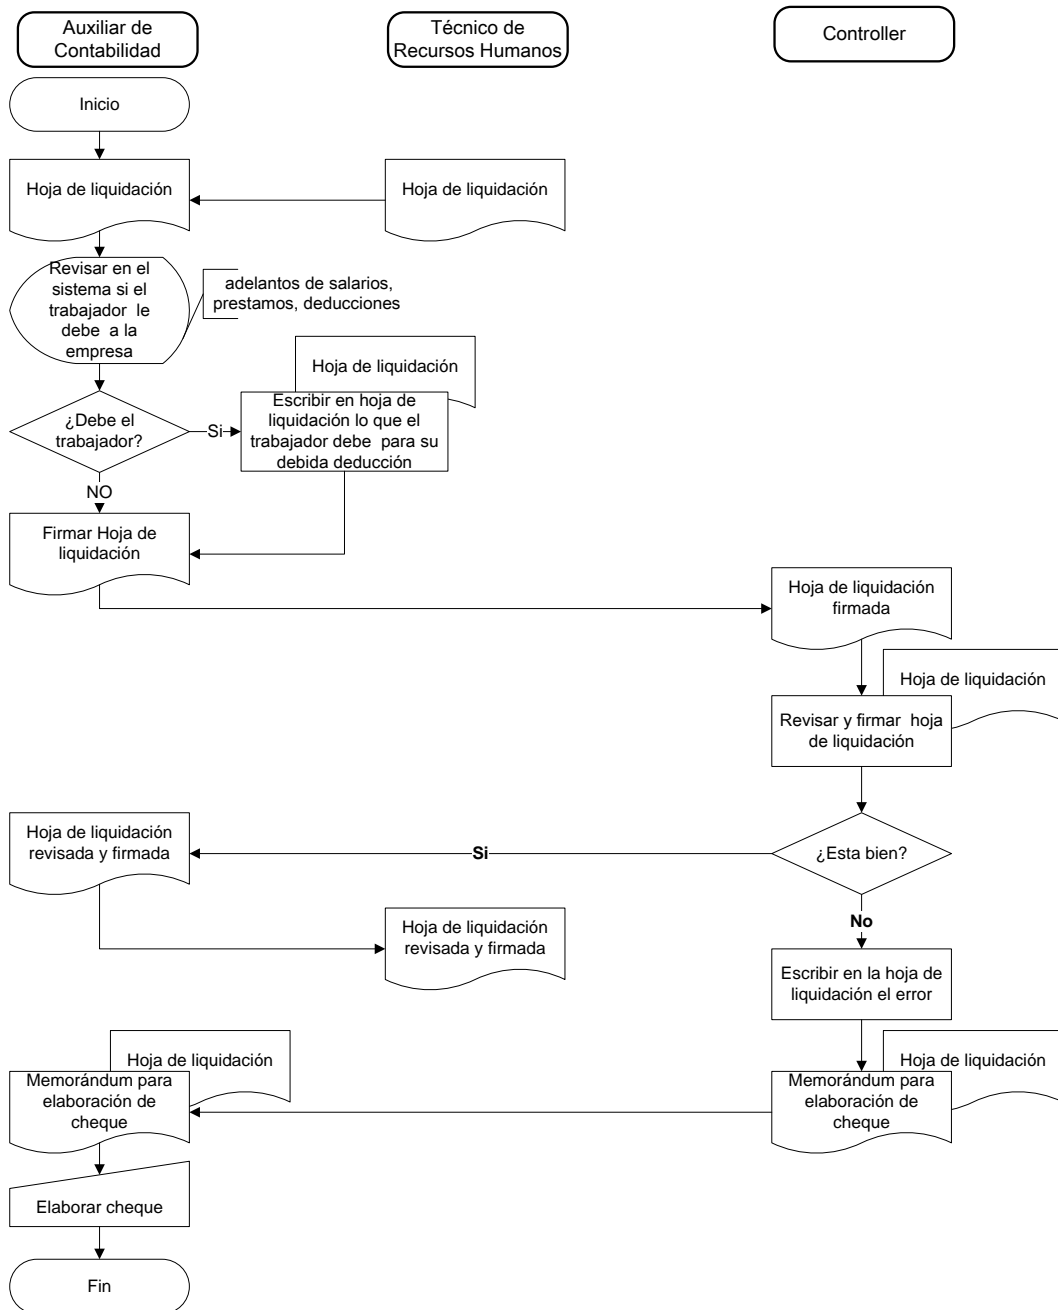 Auxiliar de
Contabilidad
Técnico de
Recursos Humanos
Controller
Inicio
Hoja de liquidación
Hoja de liquidación
Revisar en el
sistema si el
trabajador le
debe a la
empresa
adelantos de salarios,
prestamos, deducciones
Hoja de liquidación
¿Debe el
trabajador?
Si
Escribir en hoja de
liquidación lo que el
trabajador debe para su
debida deducción
NO
Firmar Hoja de
liquidación
Hoja de liquidación
firmada
Hoja de liquidación
Revisar y firmar hoja
de liquidación
Hoja de liquidación
revisada y firmada
Si
¿Esta bien?
Hoja de liquidación
revisada y firmada
No
Escribir en la hoja de
liquidación el error
Hoja de liquidación
Memorándum para
elaboración de
cheque
Hoja de liquidación
Memorándum para
elaboración de
cheque
Elaborar cheque
Fin